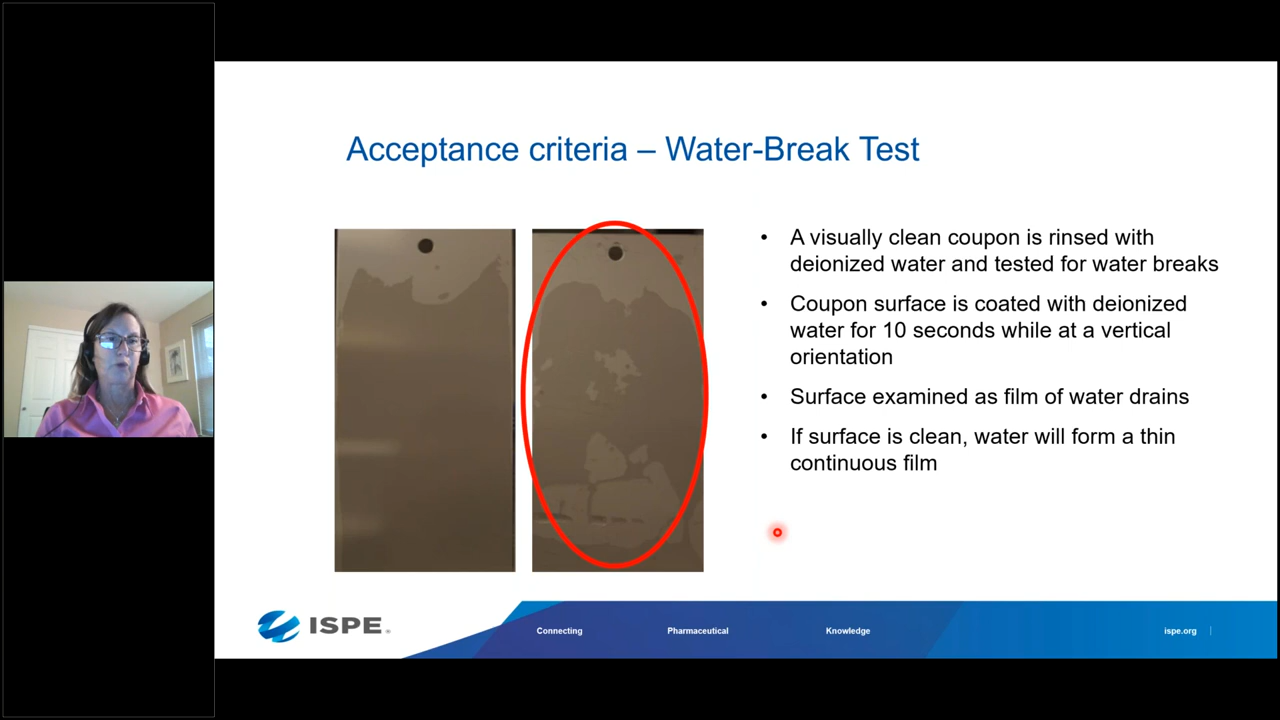 Acceptance criteria – Water-Break Test
• A visually clean coupon is rinsed with
deionized water and tested for water breaks
• Coupon surface is coated with deionized
water for 10 seconds while at a vertical
orientation
• Surface examined as film of water drains
• If surface is clean, water will form a thin
continuous film
ISPE®
Connecting Pharmaceutical Knowledge ispe.org |